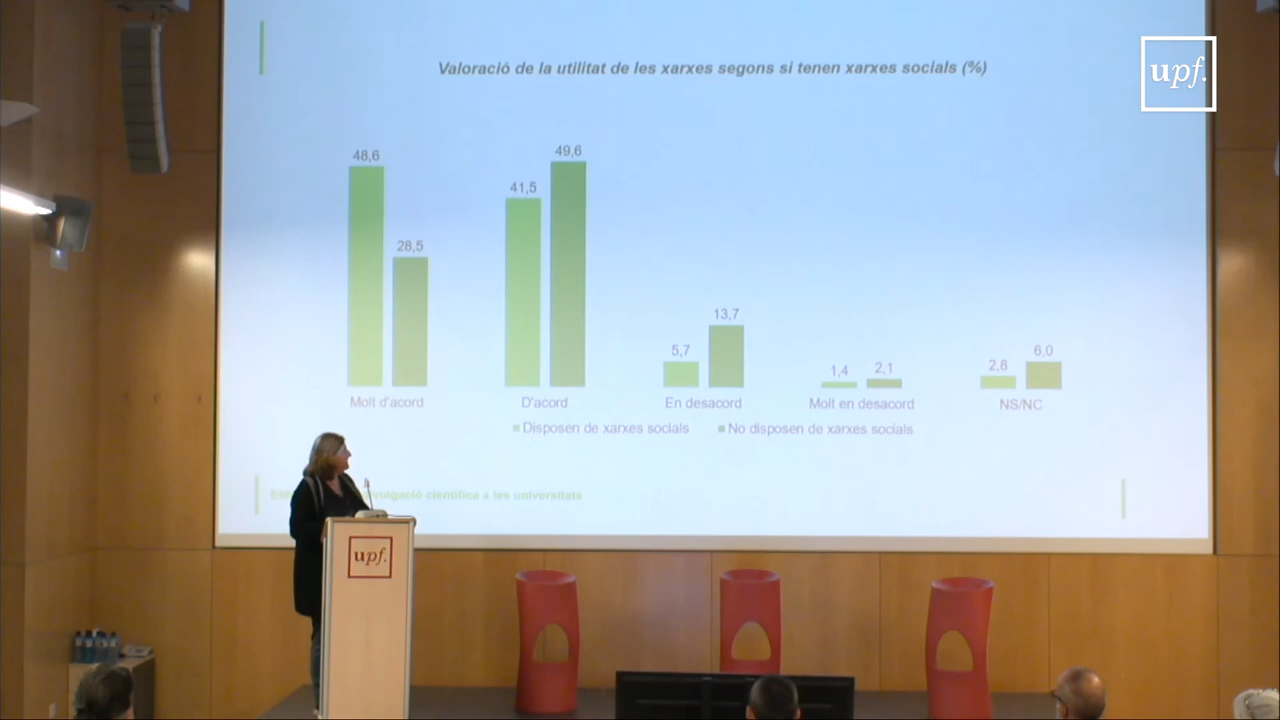 Valoració de la utilitat de les xarxes segons si tenen xarxes socials (%)
upf.
48,6
28,5
41,5
49,6
5,7
13,7
1,4
2,1
2,8
6,0
Molt d'acord
D'acord
En desacord
Molt en desacord
NS/NC
Disposen de xarxes socials
No disposen de xarxes socials
científica a les universitats
upf.